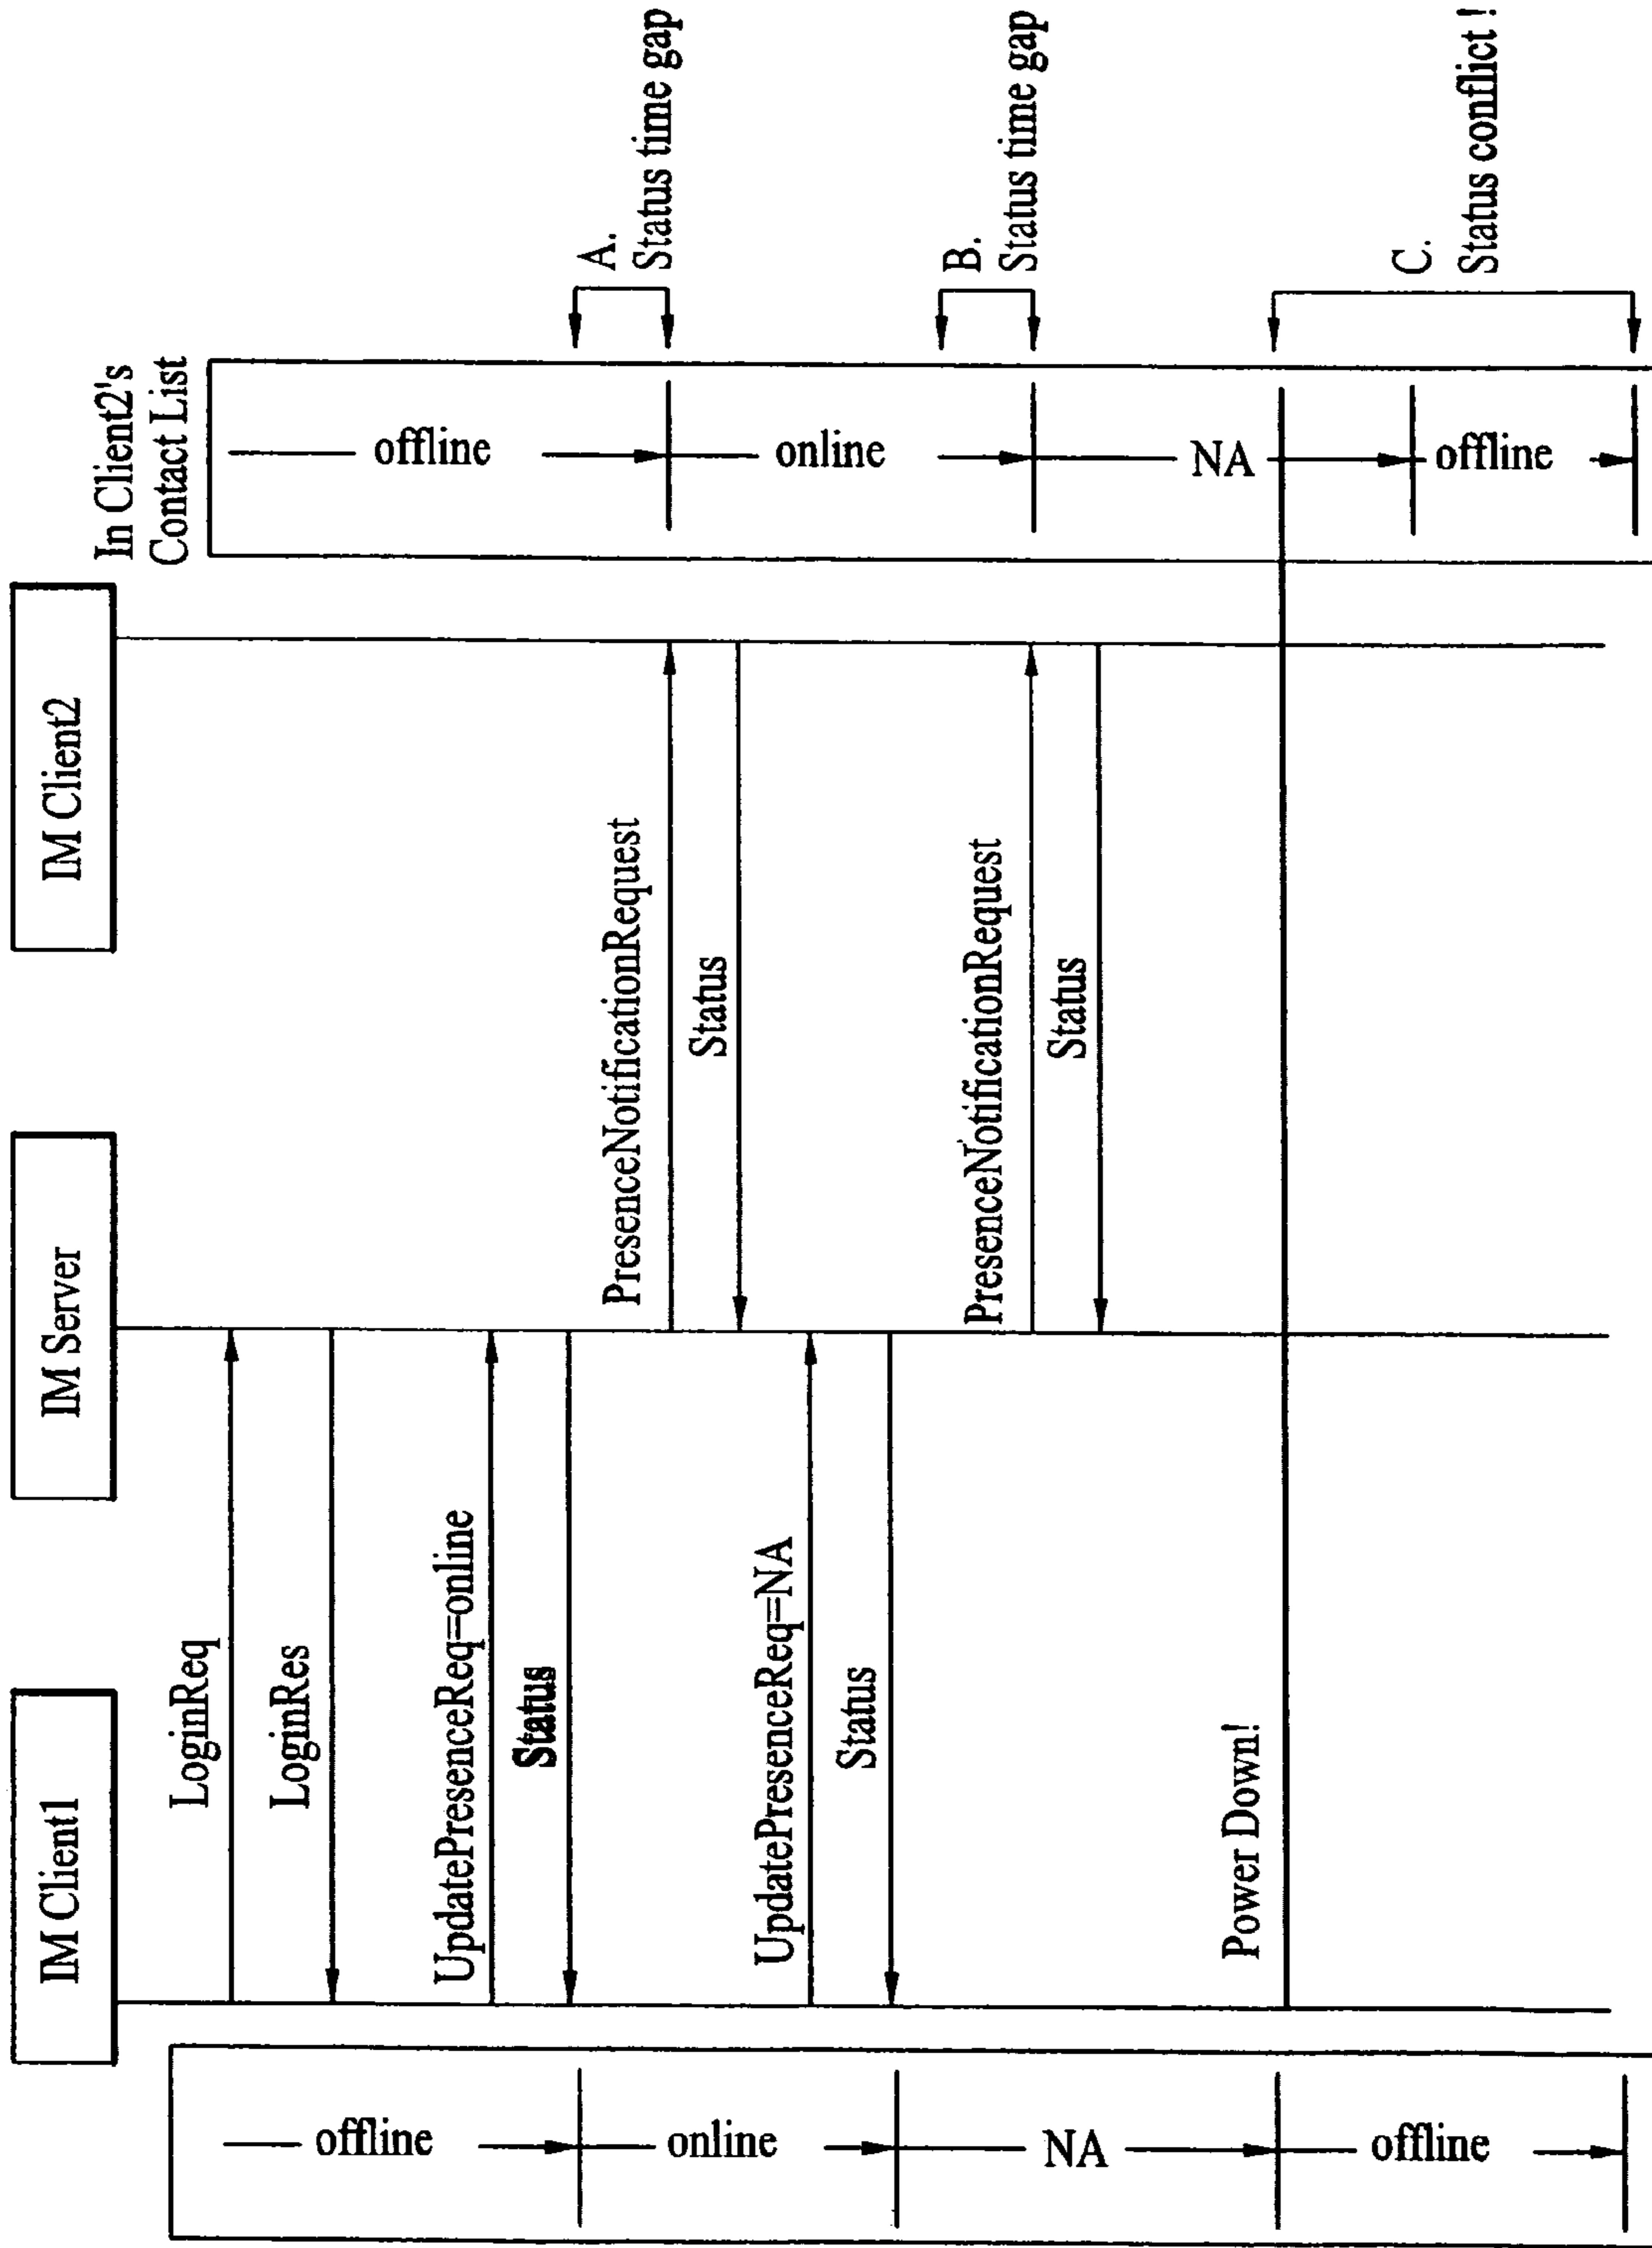 IM Client1
IM Server
IM Client2
In Client2's
Contact List
LoginReq
LoginRes
UpdatePresenceReq=online
Status
PresenceNotificationRequest
Status
UpdatePresenceReq=NA
Status
PresenceNotificationRequest
Status
Power Down!
offline
online
NA
offline
offline
online
NA
offline
A.
Status time gap
B.
Status time gap
C.
Status conflict !